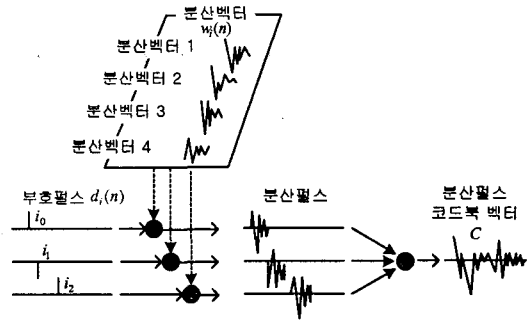 분산벡터
w_i(n)
분산벡터 1
분산벡터 2
분산벡터 3
분산벡터 4
부호펄스 d_i(n)
분산펄스
분산펄스
코드북 벡터
C
i_0
i_1
i_2